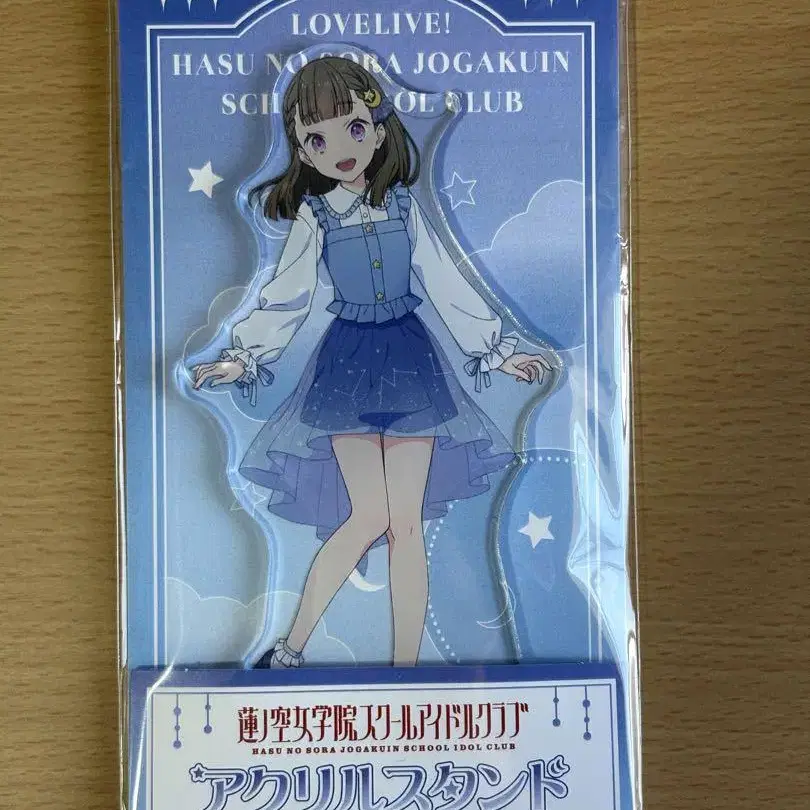 LOVELIVE!
HASU NO SORA JOGAKUIN
SCHOOL IDOL CLUB
蓮ノ空女学院スクールアイドルクラブ
HASU NO SORA JOGAKUIN SCHOOL IDOL CLUB
アクリルスタンド